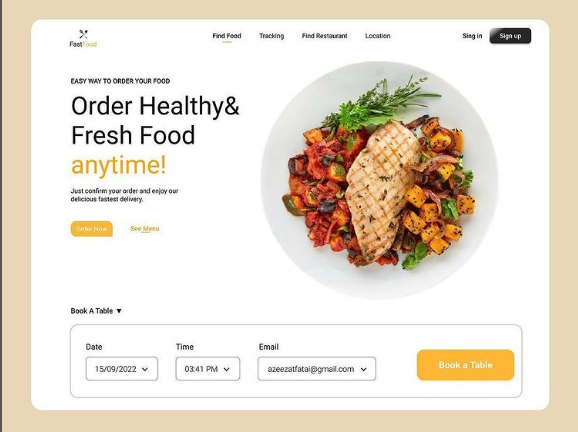 FastFood
Find Food
Tracking
Find Restaurant
Location
Sing in
Sign up
EASY WAY TO ORDER YOUR FOOD
Order Healthy&
Fresh Food
anytime!
Just confirm your order and enjoy our
delicious fastest delivery.
Order Now
See Menu
Book A Table
Date
Time
Email
15/09/2022
03:41 PM
azeezatfatai@gmail.com
Book a Table